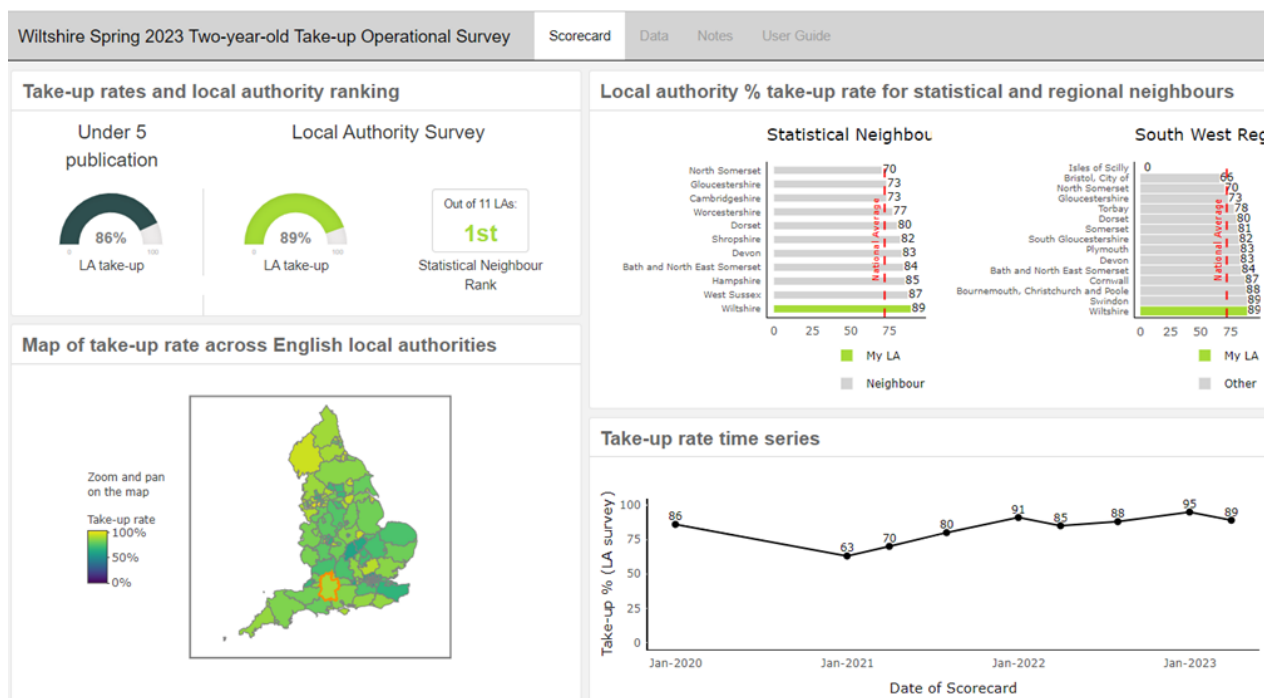 Wiltshire Spring 2023 Two-year-old Take-up Operational Survey
Scorecard
Data
Notes
User Guide
Take-up rates and local authority ranking
Under 5
publication
Local Authority Survey
86%
0
100
LA take-up
89%
0
100
LA take-up
Out of 11 LAs:
1st
Statistical Neighbour
Rank
Map of take-up rate across English local authorities
Zoom and pan
on the map
Take-up rate
100%
50%
0%
Local authority % take-up rate for statistical and regional neighbours
Statistical Neighbou
North Somerset 70
Gloucestershire 73
Cambridgeshire 73
Worcestershire 77
Dorset 80
Shropshire 82
Devon 83
Bath and North East Somerset 84
Hampshire 85
West Sussex 87
Wiltshire 89
National Average
0 25 50 75
My LA
Neighbour
South West Reg
Isles of Scilly 0
Bristol, City of 66
North Somerset 70
Gloucestershire 73
Torbay 78
Dorset 80
Somerset 81
South Gloucestershire 82
Plymouth 83
Devon 83
Bath and North East Somerset 84
Cornwall 87
Bournemouth, Christchurch and Poole 88
Swindon 89
Wiltshire 89
National Average
0 25 50 75
My LA
Other
Take-up rate time series
Take-up % (LA survey)
100
75
50
25
0
86 63 70 80 91 85 88 95 89
Jan-2020 Jan-2021 Jan-2022 Jan-2023
Date of Scorecard